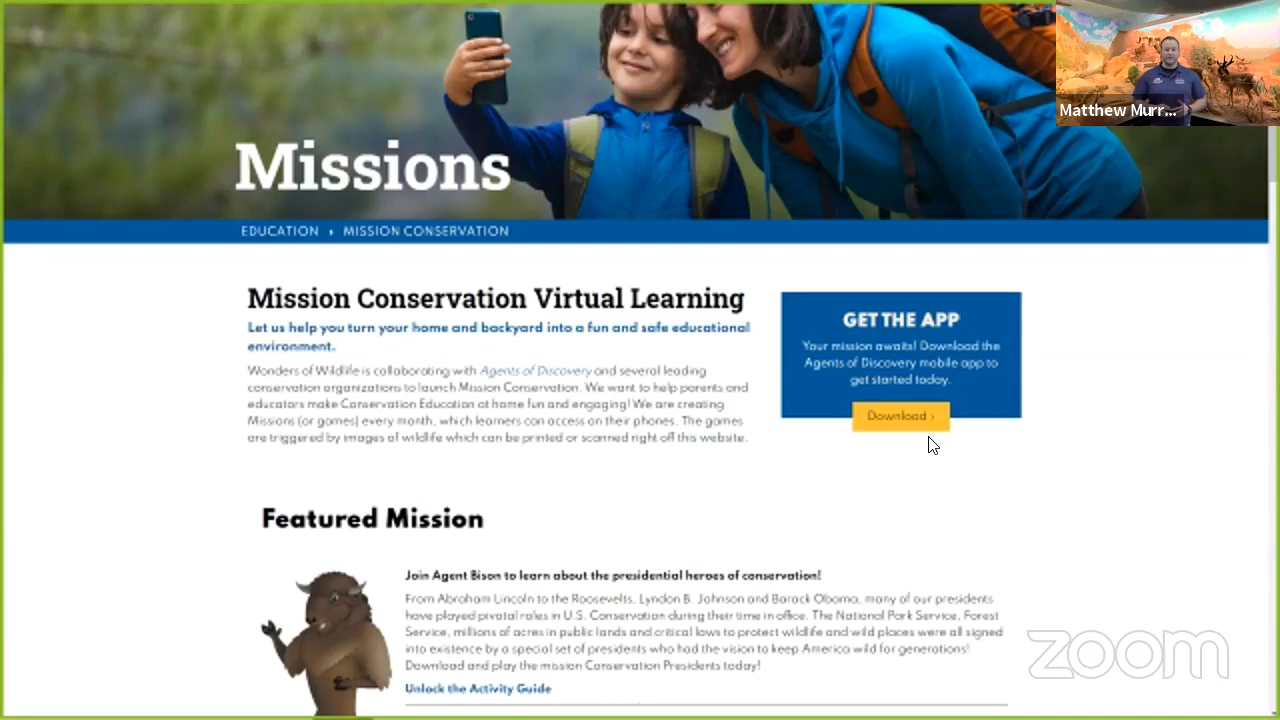 Matthew Murr...
Missions
EDUCATION › MISSION CONSERVATION
Mission Conservation Virtual Learning
Let us help you turn your home and backyard into a fun and safe educational
environment.
Wonders of Wildlife is collaborating with Agents of Discovery and several leading
conservation organizations to launch Mission Conservation. We want to help parents and
educators make Conservation Education at home fun and engaging! We are creating
Missions (or games) every month, which learners can access on their phones. The games
are triggered by images of wildlife which can be printed or scanned right off this website.
GET THE APP
Your mission awaits! Download the
Agents of Discovery mobile app to
get started today.
Download ›
Featured Mission
Join Agent Bison to learn about the presidential heroes of conservation!
From Abraham Lincoln to the Roosevelts, Lyndon B. Johnson and Barack Obama, many of our presidents
have played pivotal roles in U.S. Conservation during their time in office. The National Park Service, Forest
Service, millions of acres in public lands and critical laws to protect wildlife and wild places were all signed
into existence by a special set of presidents who had the vision to keep America wild for generations!
Download and play the mission Conservation Presidents today!
Unlock the Activity Guide
zoom